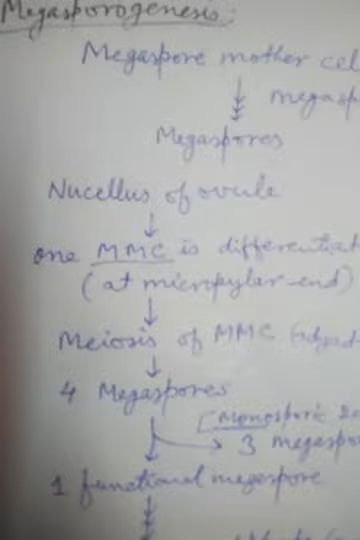 Megasporogenesis:
Megaspore mother cel
megasp
Megaspores
Nucellus of ovule
one MMC is differentiat
(at micropylar end)
Meiosis of MMC
4 Megaspores
[Monosporic
3 megaspo
1 functional megaspore